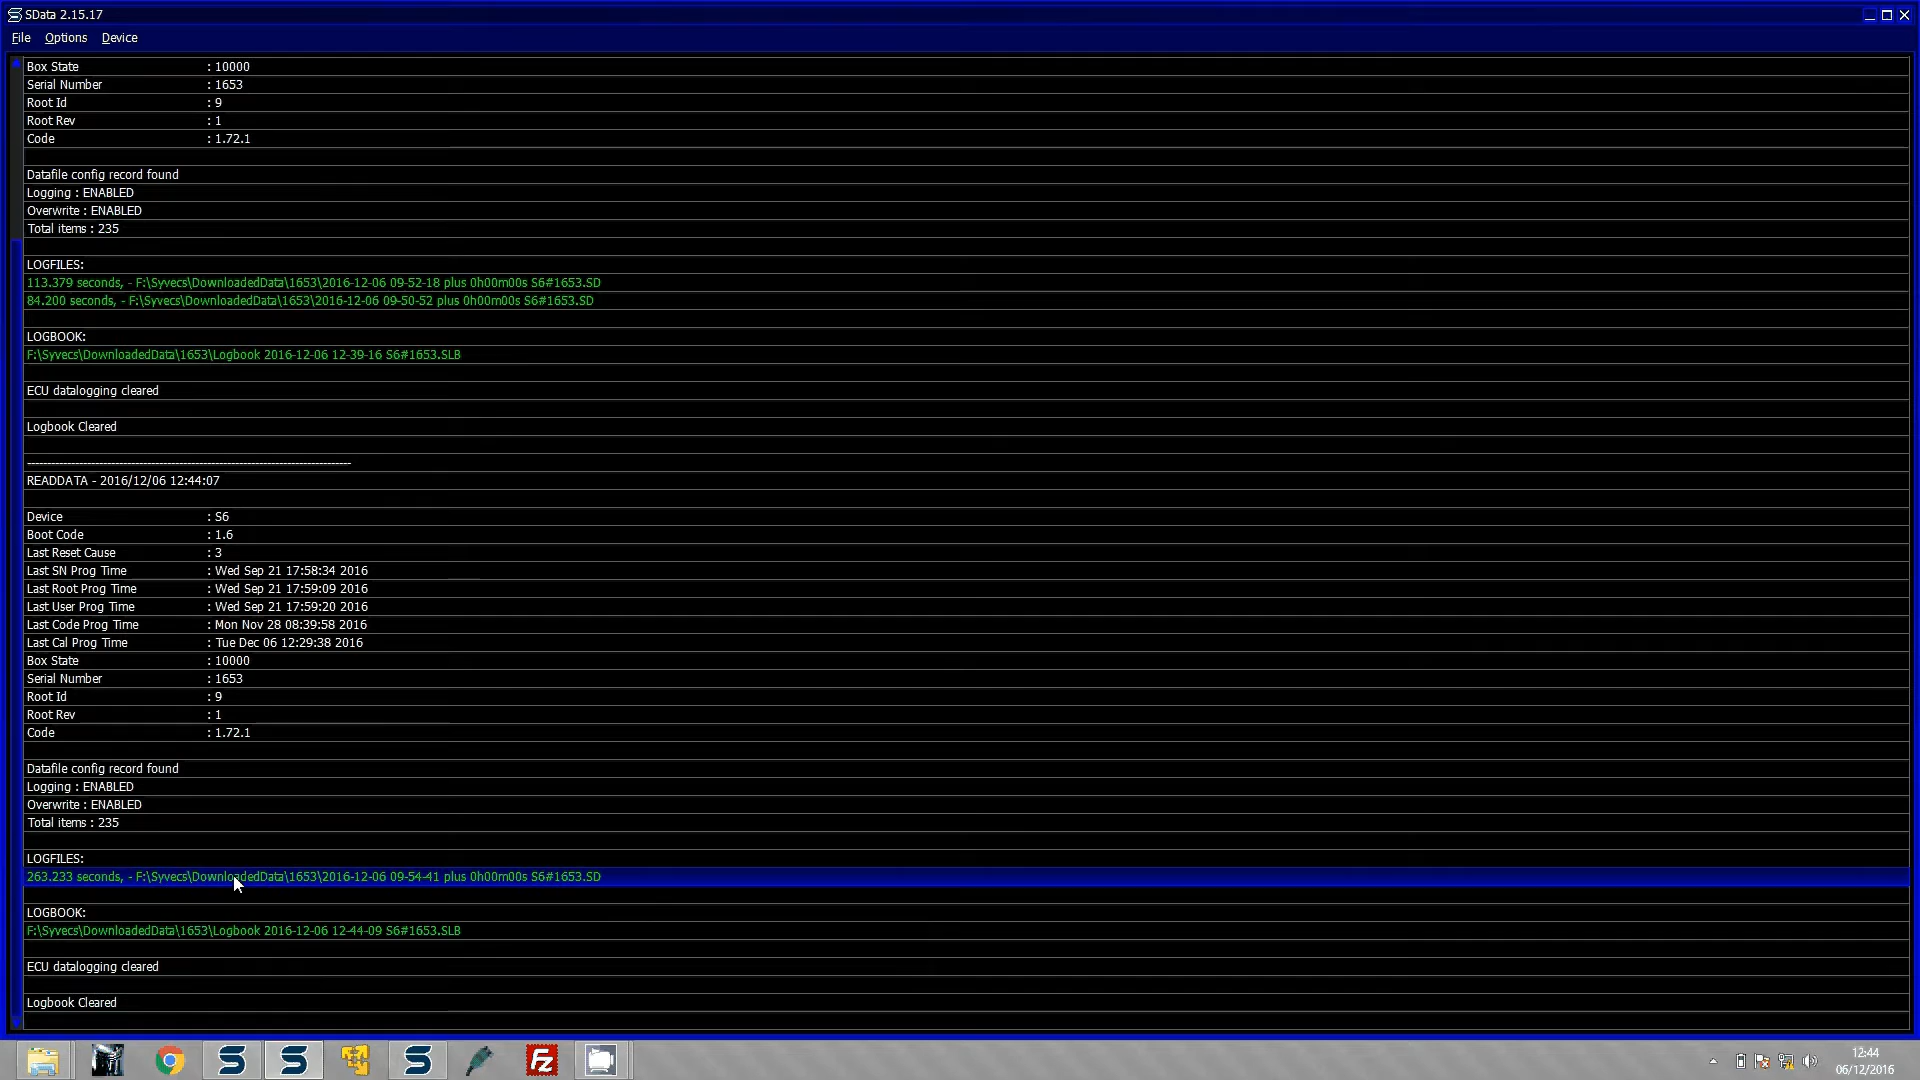 SData 2.15.17
File Options Device
Box State : 10000
Serial Number : 1653
Root Id : 9
Root Rev : 1
Code : 1.72.1
Datafile config record found
Logging : ENABLED
Overwrite : ENABLED
Total items : 235
LOGFILES:
113.379 seconds, - F:\Syvecs\DownloadedData\1653\2016-12-06 09-52-18 plus 0h00m00s S6#1653.SD
84.200 seconds, - F:\Syvecs\DownloadedData\1653\2016-12-06 09-50-52 plus 0h00m00s S6#1653.SD
LOGBOOK:
F:\Syvecs\DownloadedData\1653\Logbook 2016-12-06 12-39-16 S6#1653.SLB
ECU datalogging cleared
Logbook Cleared
--------------------------------------------------------------------------------
READDATA - 2016/12/06 12:44:07
Device : S6
Boot Code : 1.6
Last Reset Cause : 3
Last SN Prog Time : Wed Sep 21 17:58:34 2016
Last Root Prog Time : Wed Sep 21 17:59:09 2016
Last User Prog Time : Wed Sep 21 17:59:20 2016
Last Code Prog Time : Mon Nov 28 08:39:58 2016
Last Cal Prog Time : Tue Dec 06 12:29:38 2016
Box State : 10000
Serial Number : 1653
Root Id : 9
Root Rev : 1
Code : 1.72.1
Datafile config record found
Logging : ENABLED
Overwrite : ENABLED
Total items : 235
LOGFILES:
263.233 seconds, - F:\Syvecs\DownloadedData\1653\2016-12-06 09-54-41 plus 0h00m00s S6#1653.SD
LOGBOOK:
F:\Syvecs\DownloadedData\1653\Logbook 2016-12-06 12-44-09 S6#1653.SLB
ECU datalogging cleared
Logbook Cleared
Fz
12:44
06/12/2016